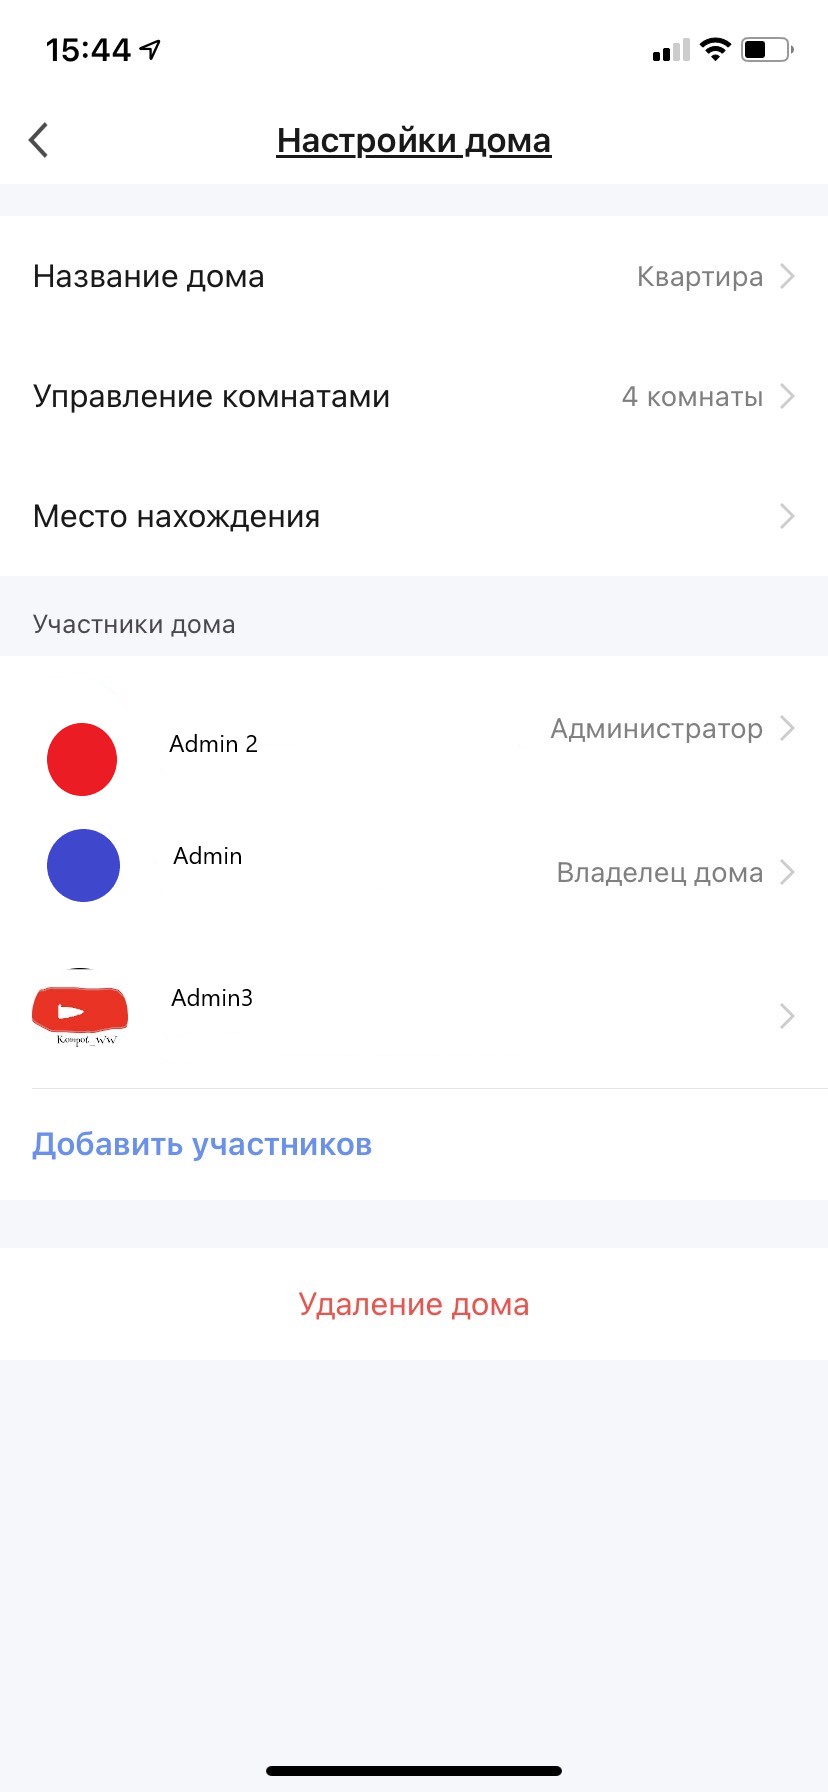 15:44
Настройки дома
Название дома Квартира
Управление комнатами 4 комнаты
Место нахождения
Участники дома
Admin 2 Администратор
Admin Владелец дома
Admin3
Kompot_WW
Добавить участников
Удаление дома